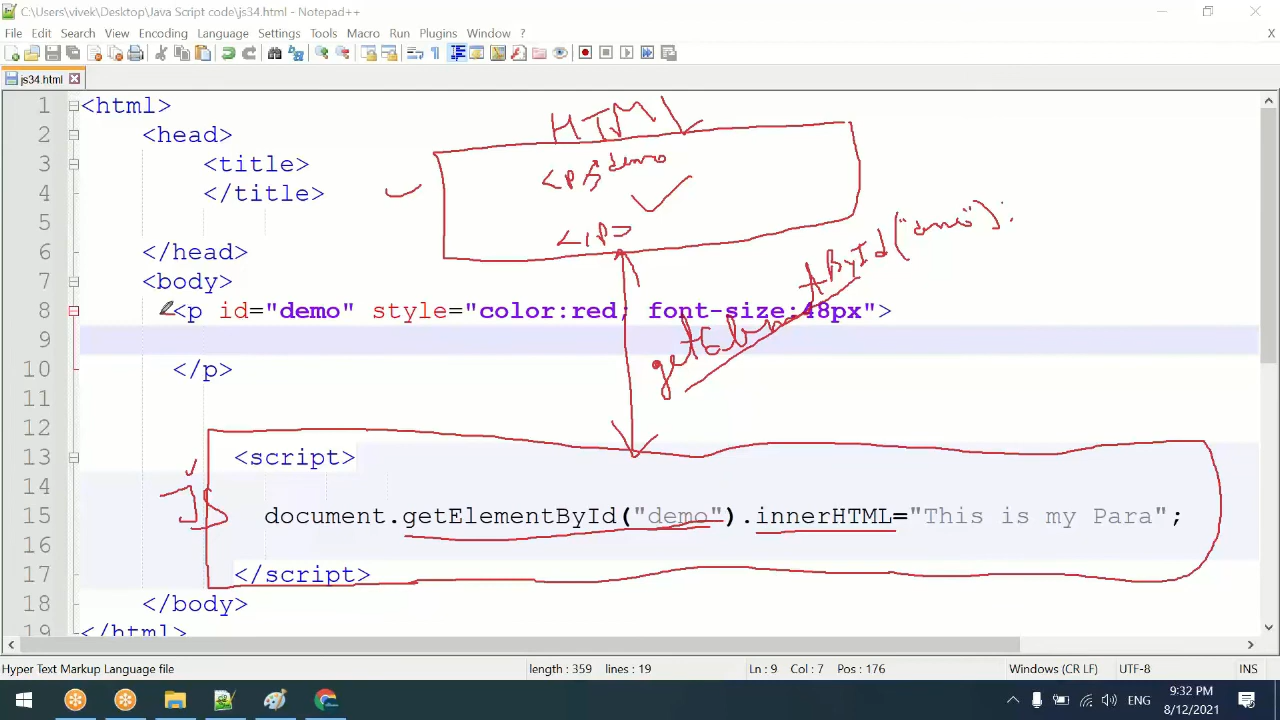 C:\Users\vivek\Desktop\Java Script code\js34.html - Notepad++
File Edit Search View Encoding Language Settings Tools Macro Run Plugins Window ? X
js34.html
1 <html>
HTML
2 <head>
3 <title>
<P demo
4 </title>
5
</P>
6 </head>
7 <body>
8 <p id="demo" style="color:red; font-size:48px">
9
10 </p>
11
12
13 <script>
14
JS
15 document.getElementById("demo").innerHTML="This is my Para";
16
17 </script>
18 </body>
19 </html>
Hyper Text Markup Language file length : 359 lines : 19 Ln : 9 Col : 7 Pos : 176 Windows (CR LF) UTF-8 INS
ENG 9:32 PM
8/12/2021